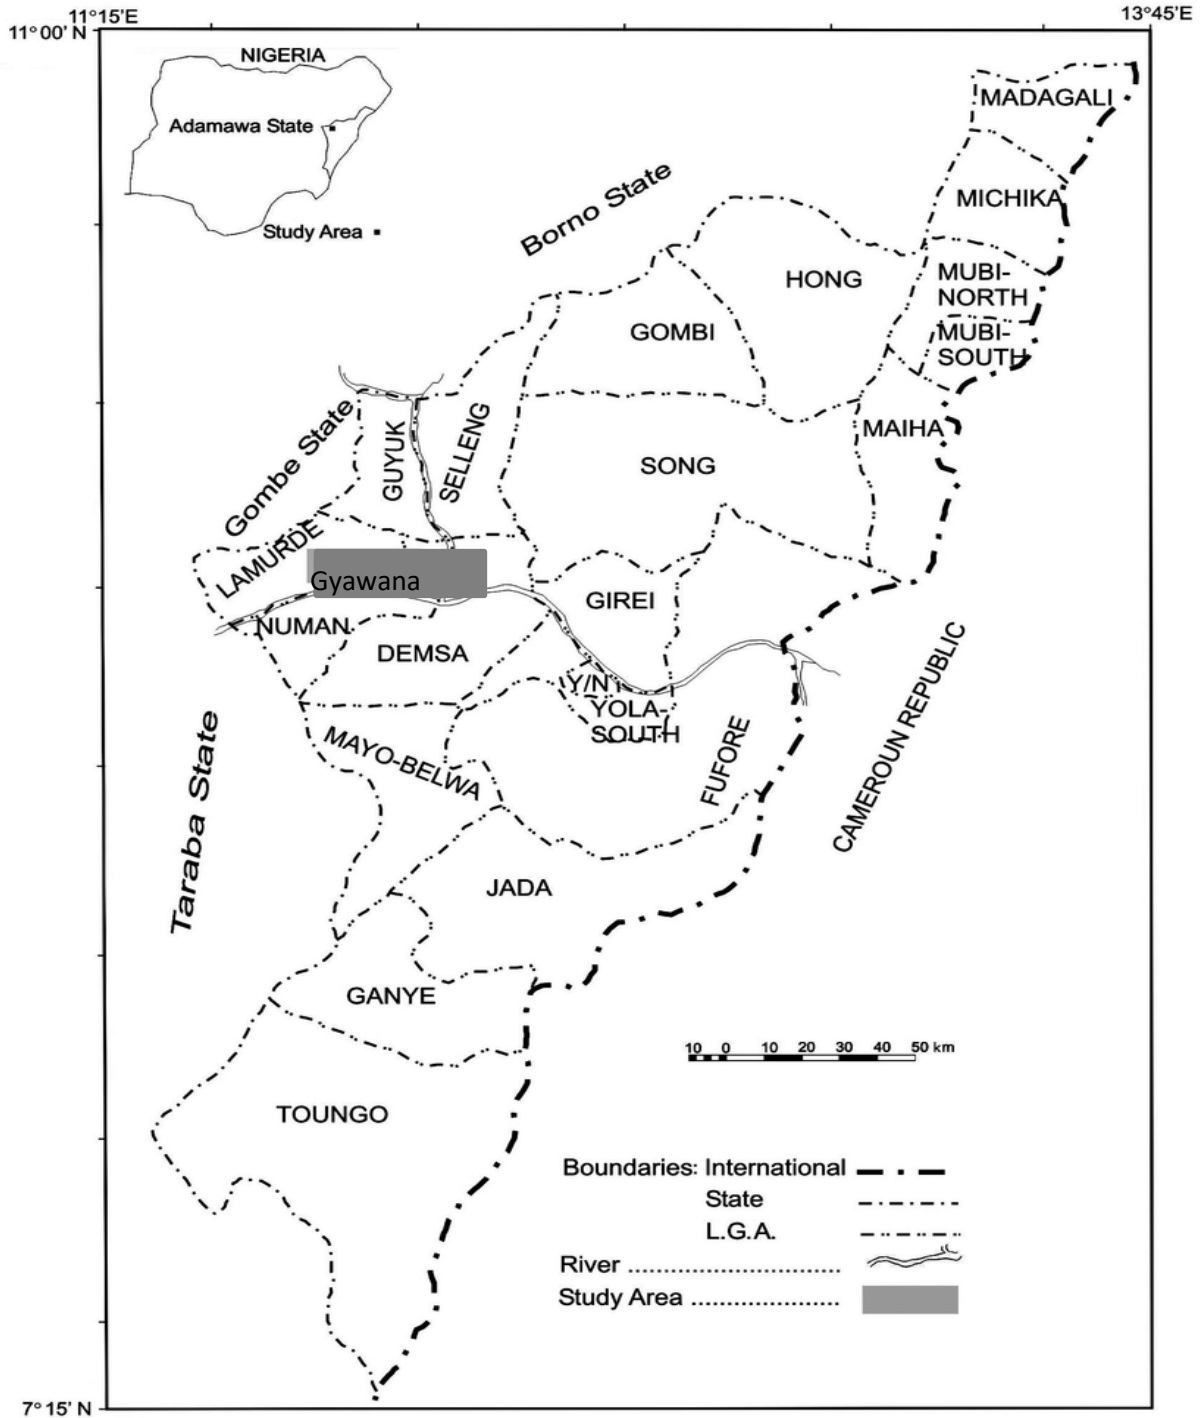 11°15'E
13°45'E
11°00' N
NIGERIA
Adamawa State
Study Area
MADAGALI
MICHIKA
Borno State
HONG
MUBI-
NORTH
GOMBI
MUBI-
SOUTH
Gombe State
GUYUK
SELLENG
MAIHA
SONG
LAMURDE
Gyawana
GIREI
NUMAN
DEMSA
Y/N
YOLA-
SOUTH
CAMEROUN REPUBLIC
MAYO-BELWA
FUFORE
Taraba State
JADA
GANYE
10 0 10 20 30 40 50 km
TOUNGO
Boundaries: International
State
L.G.A.
River ..............................
Study Area .....................
7°15' N